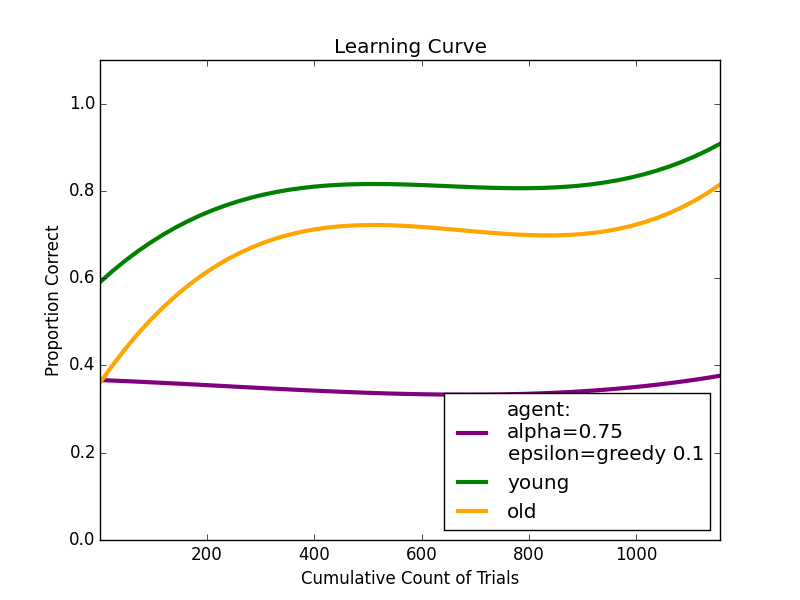 Learning Curve
1.0
0.8
0.6
0.4
0.2
0.0
Proportion Correct
agent:
alpha=0.75
epsilon=greedy 0.1
young
old
200 400 600 800 1000
Cumulative Count of Trials